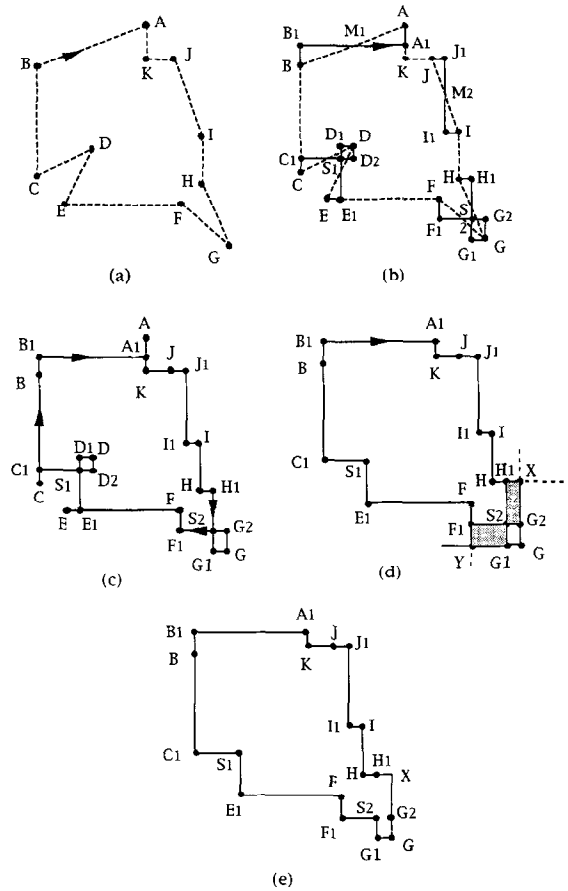 A
B
K
J
D
I
C
H
E
F
G
(a)
A
B1
M1
A1
J1
B
K
J
M2
D1
D
I1
I
C1
S1
D2
C
H
H1
E
E1
F
S
2
G2
F1
G1
G
(b)
A
B1
A1
J
J1
B
K
D1
D
I1
I
C1
S1
D2
C
H
H1
F
E
E1
S2
G2
F1
G1
G
(c)
B1
A1
B
K
J
J1
I1
I
C1
S1
H
H1
X
E1
F
F1
S2
G2
Y
G1
G
(d)
B1
A1
J
J1
B
K
I1
I
C1
S1
H1
H
X
E1
F
S2
G2
F1
G1
G
(e)